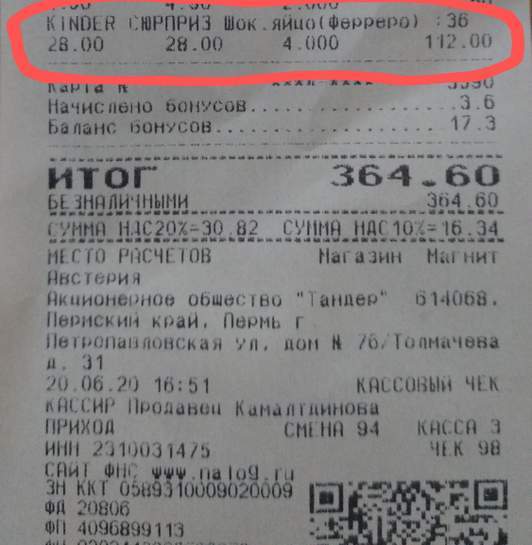 KINDER СЮРПРИЗ Шок.яйцо(Ферреро) :36
28.00 28.00 4.000 112.00
Карта №
Начислено бонусов 3.6
Баланс бонусов 17.3
ИТОГ 364.60
БЕЗНАЛИЧНЫМИ 364.60
СУММА НДС20%=30.82 СУММА НДС10%=16.34
МЕСТО РАСЧЕТОВ Магазин Магнит
Австерия
Акционерное общество "Тандер" 614068,
Пермский край, Пермь г
Петропавловская ул, дом № 76/Толмачева
д. 31
20.06.20 16:51 КАССОВЫЙ ЧЕК
КАССИР Продавец Камалтдинова
ПРИХОД СМЕНА 94 КАССА 3
ИНН 2310031475 ЧЕК 98
САЙТ ФНС www.nalog.ru
ЗН ККТ 0589310009020009
ФД 20806
ФП 4096899113